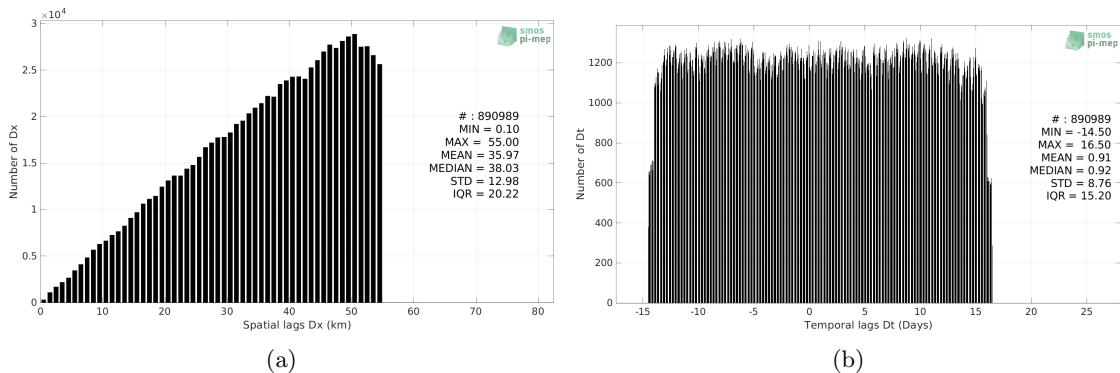 3 ×10⁴
2.5
2
1.5
1
0.5
0
Number of Dx
0 10 20 30 40 50 60 70 80
Spatial lags Dx (km)
smos
pi-mep
# : 890989
MIN = 0.10
MAX = 55.00
MEAN = 35.97
MEDIAN = 38.03
STD = 12.98
IQR = 20.22
(a)
1200
1000
800
600
400
200
0
Number of Dt
-15 -10 -5 0 5 10 15 20 25
Temporal lags Dt (Days)
smos
pi-mep
# : 890989
MIN = -14.50
MAX = 16.50
MEAN = 0.91
MEDIAN = 0.92
STD = 8.76
IQR = 15.20
(b)